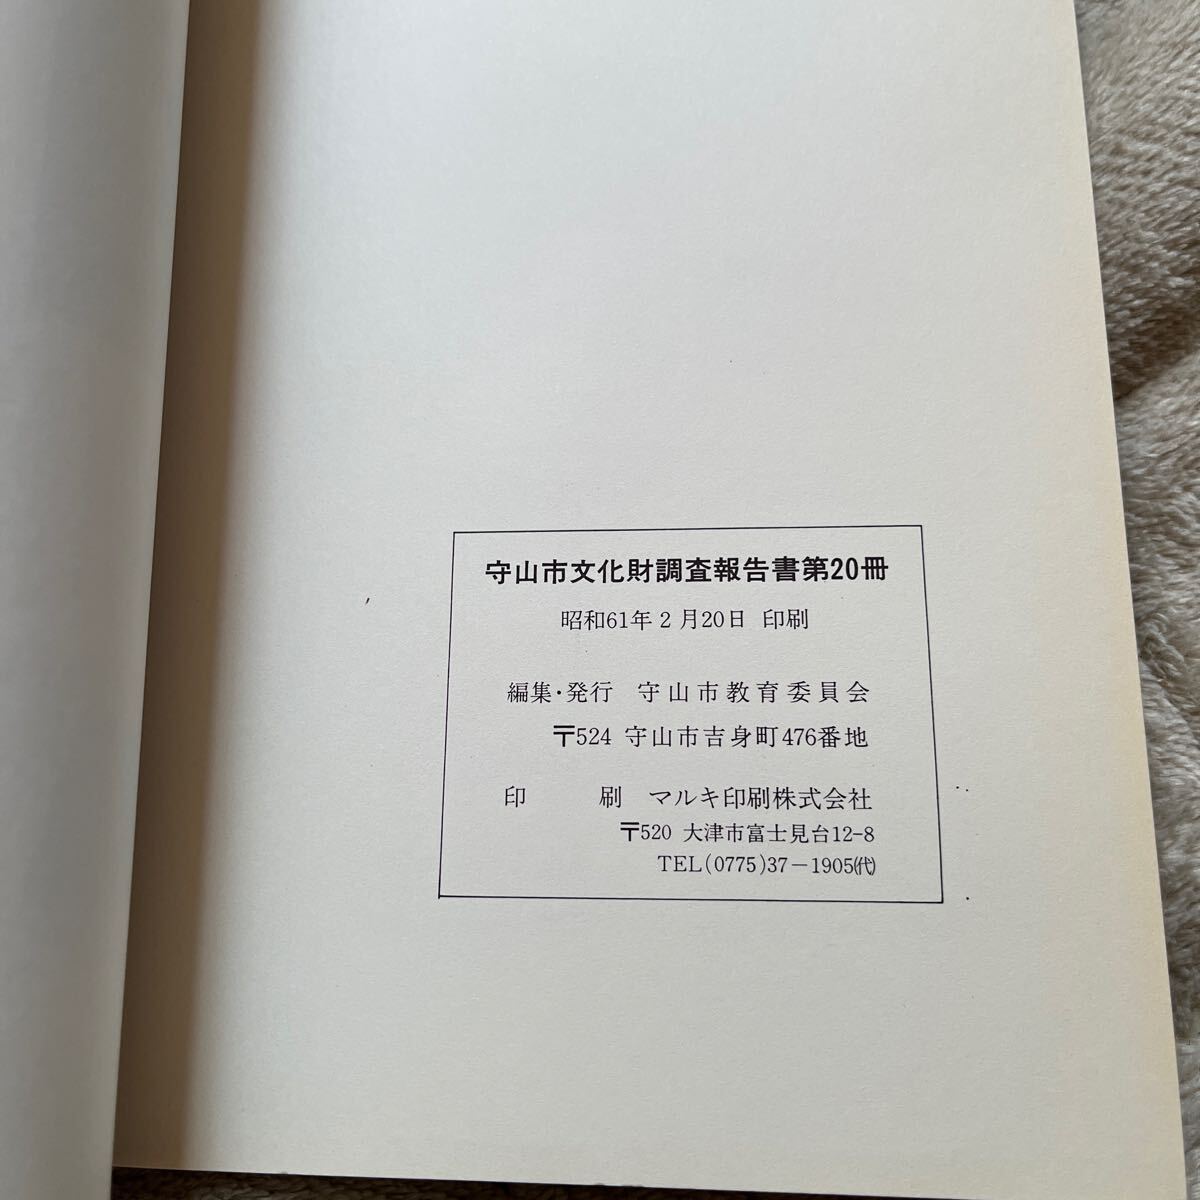 守山市文化財調査報告書第20冊
昭和61年2月20日 印刷
編集・発行 守山市教育委員会
〒524 守山市吉身町476番地
印 刷 マルキ印刷株式会社
〒520 大津市富士見台12-8
TEL(0775)37-1905㈹